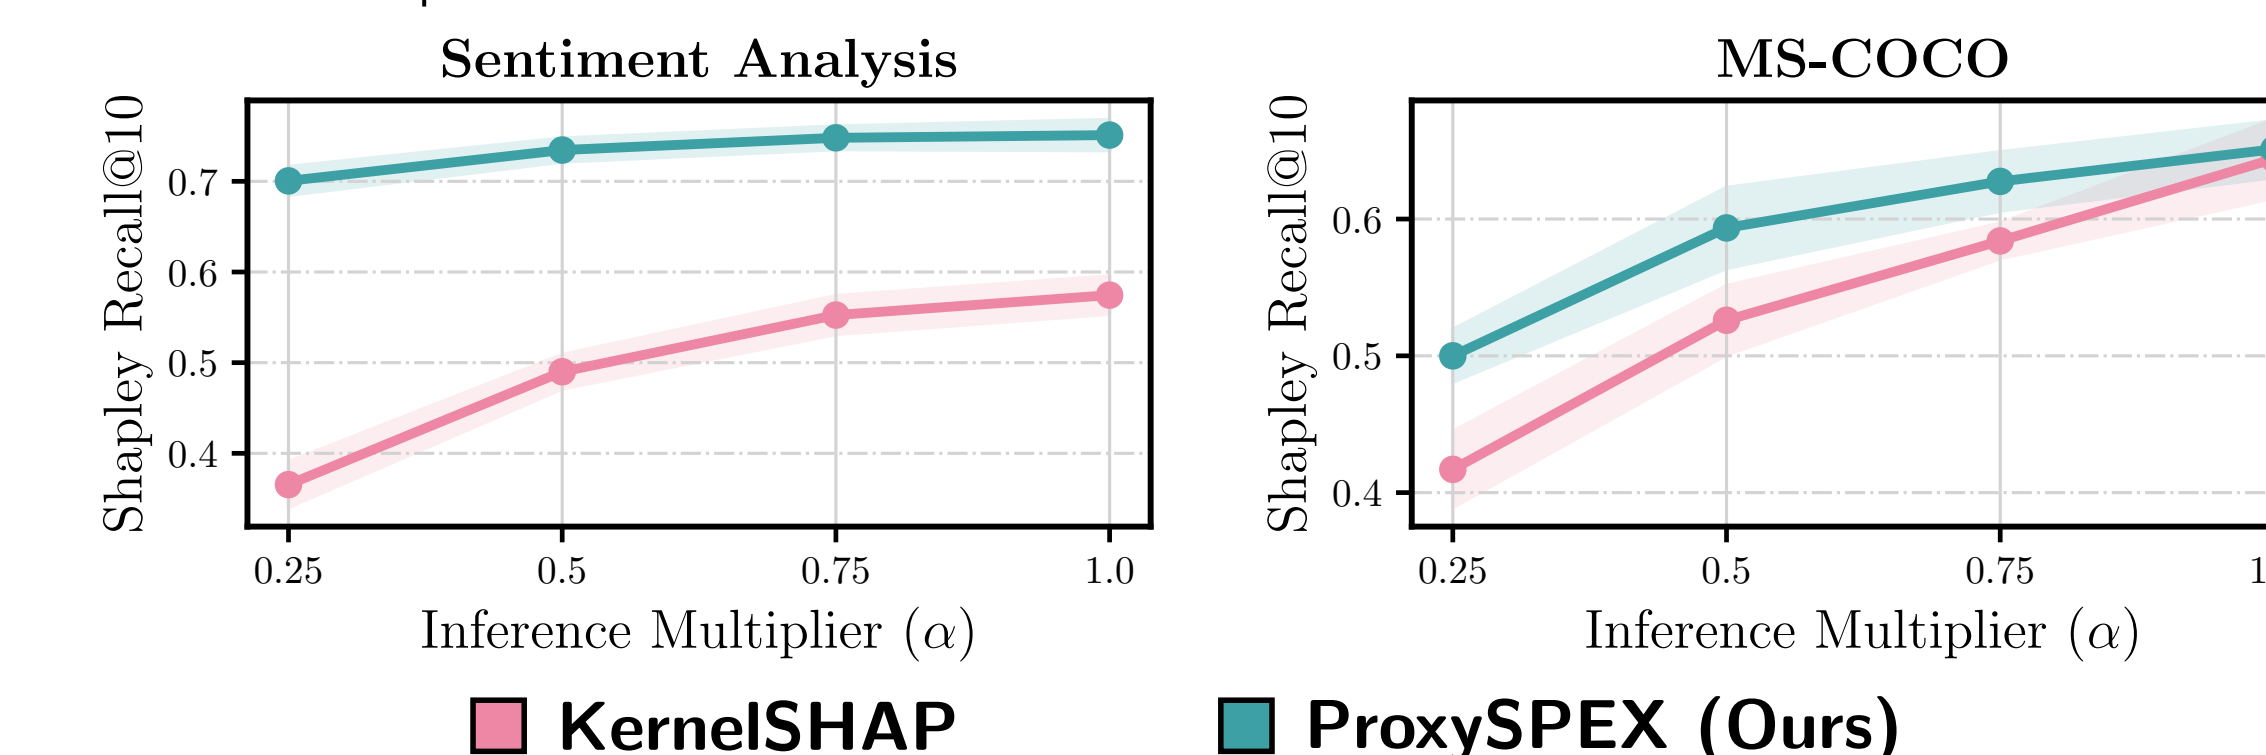 Sentiment Analysis
Shapley Recall@10
0.7
0.6
0.5
0.4
0.25 0.5 0.75 1.0
Inference Multiplier (α)
MS-COCO
Shapley Recall@10
0.6
0.5
0.4
0.25 0.5 0.75
Inference Multiplier (α)
KernelSHAP
ProxySPEX (Ours)